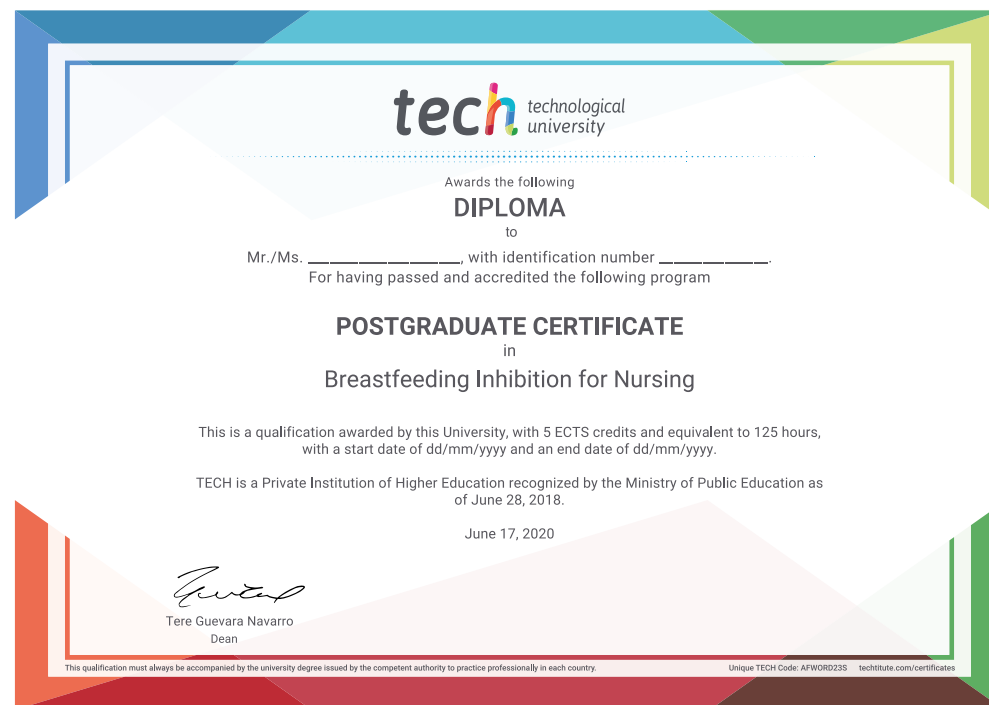 tech technological
university
Awards the following
DIPLOMA
to
Mr./Ms. ____________________, with identification number ______________.
For having passed and accredited the following program
POSTGRADUATE CERTIFICATE
in
Breastfeeding Inhibition for Nursing
This is a qualification awarded by this University, with 5 ECTS credits and equivalent to 125 hours,
with a start date of dd/mm/yyyy and an end date of dd/mm/yyyy.
TECH is a Private Institution of Higher Education recognized by the Ministry of Public Education as
of June 28, 2018.
June 17, 2020
Tere Guevara Navarro
Dean
This qualification must always be accompanied by the university degree issued by the competent authority to practice professionally in each country.
Unique TECH Code: AFWORD23S techtitute.com/certificates